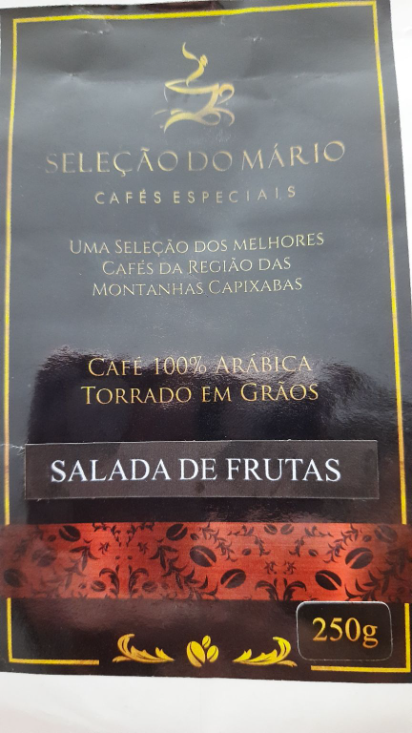 SELEÇÃO DO MÁRIO
CAFÉS ESPECIAIS
UMA SELEÇÃO DOS MELHORES
CAFÉS DA REGIÃO DAS
MONTANHAS CAPIXABAS
CAFÉ 100% ARÁBICA
TORRADO EM GRÃOS
SALADA DE FRUTAS
250g